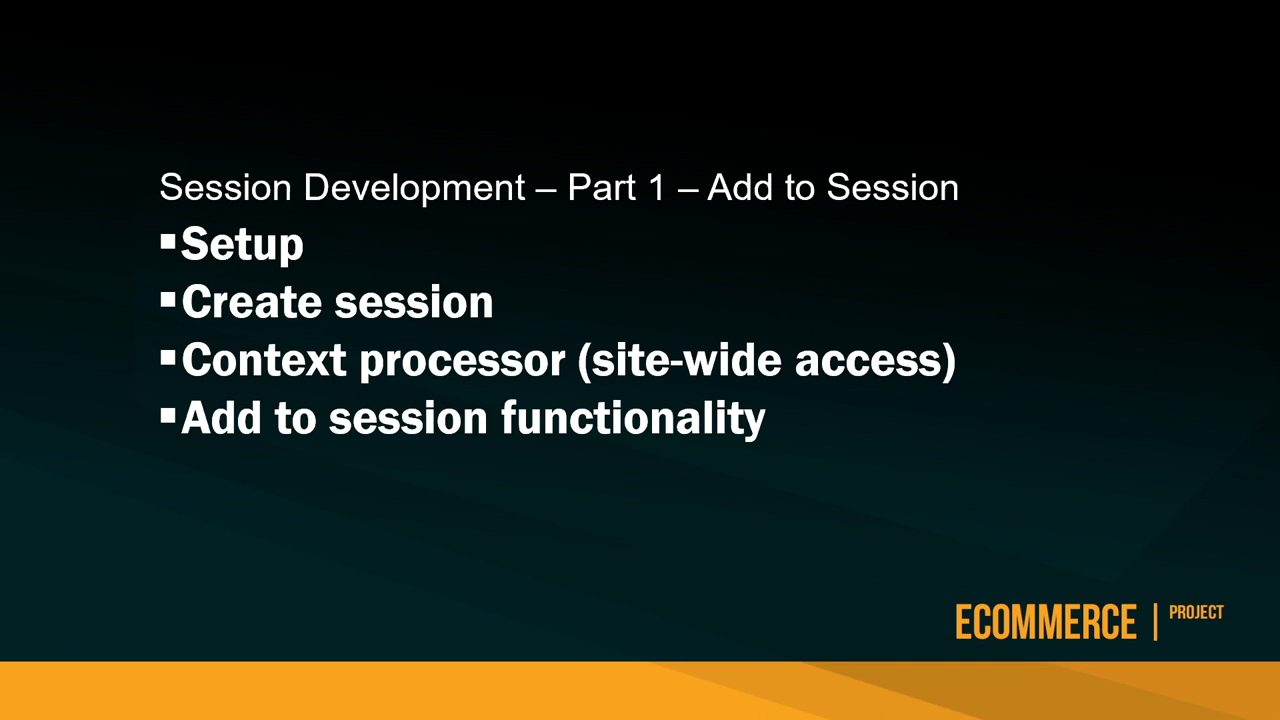 Session Development – Part 1 – Add to Session
▪Setup
▪Create session
▪Context processor (site-wide access)
▪Add to session functionality
ECOMMERCE | PROJECT